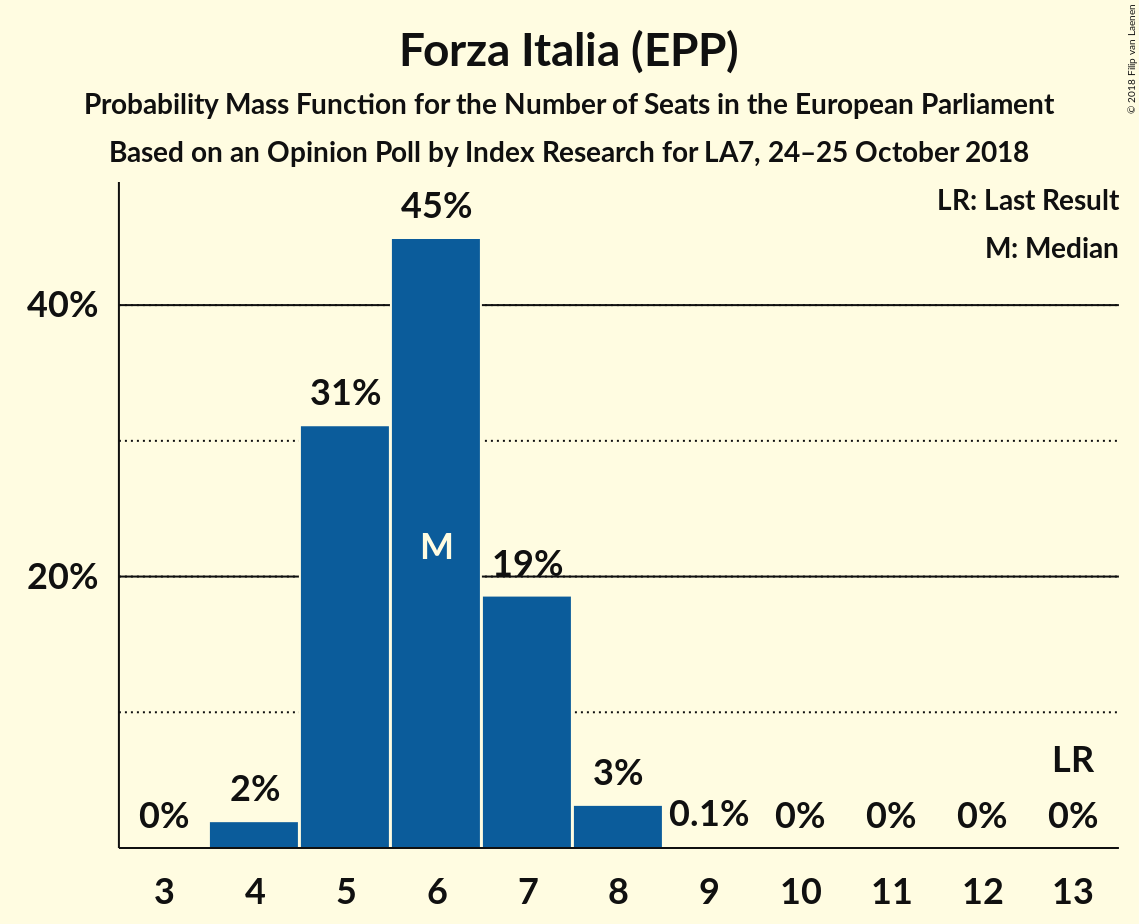 Forza Italia (EPP)
Probability Mass Function for the Number of Seats in the European Parliament
Based on an Opinion Poll by Index Research for LA7, 24–25 October 2018
© 2018 Filip van Laenen
LR: Last Result
M: Median
45%
40%
31%
M
19%
20%
LR
3%
2%
0%
0.1%
0%
0%
0%
0%
3 4 5 6 7 8 9 10 11 12 13